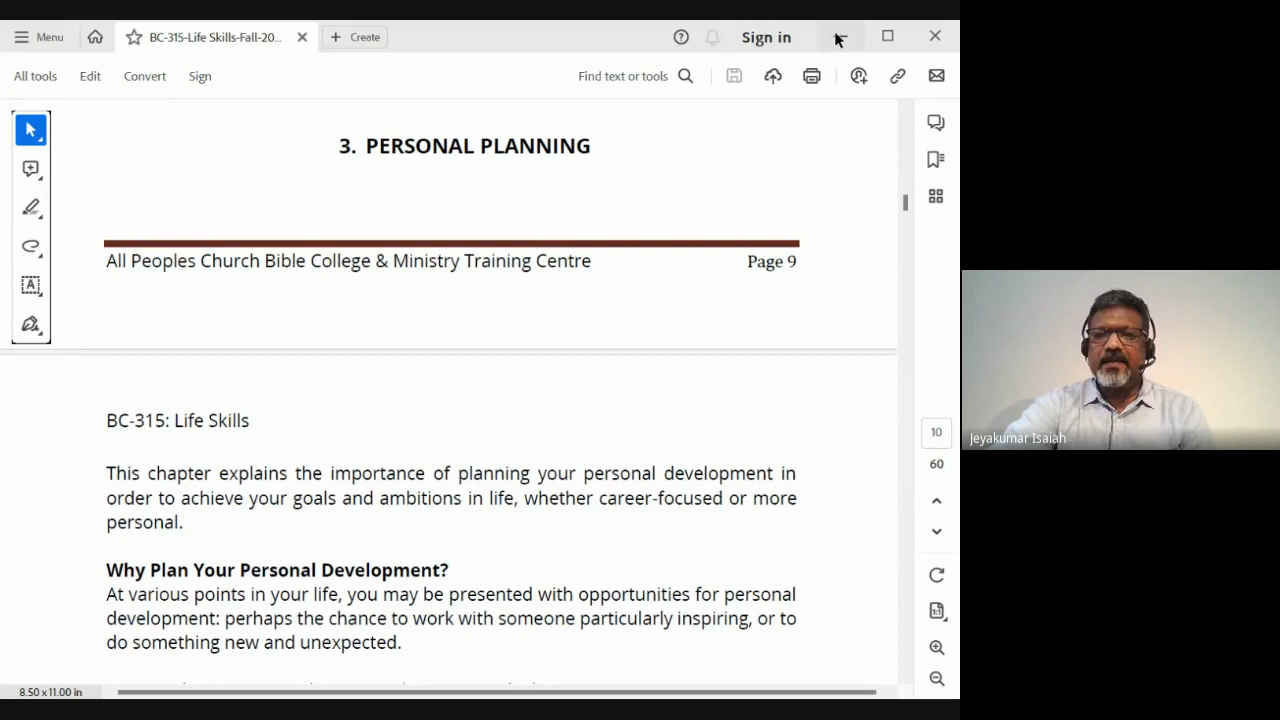 Menu
BC-315-Life Skills-Fall-20...
Create
Sign in
All tools
Edit
Convert
Sign
Find text or tools
3. PERSONAL PLANNING
All Peoples Church Bible College & Ministry Training Centre
Page 9
BC-315: Life Skills
This chapter explains the importance of planning your personal development in
order to achieve your goals and ambitions in life, whether career-focused or more
personal.
Why Plan Your Personal Development?
At various points in your life, you may be presented with opportunities for personal
development: perhaps the chance to work with someone particularly inspiring, or to
do something new and unexpected.
10
60
8.50 x 11.00 in
Jeyakumar Isaiah